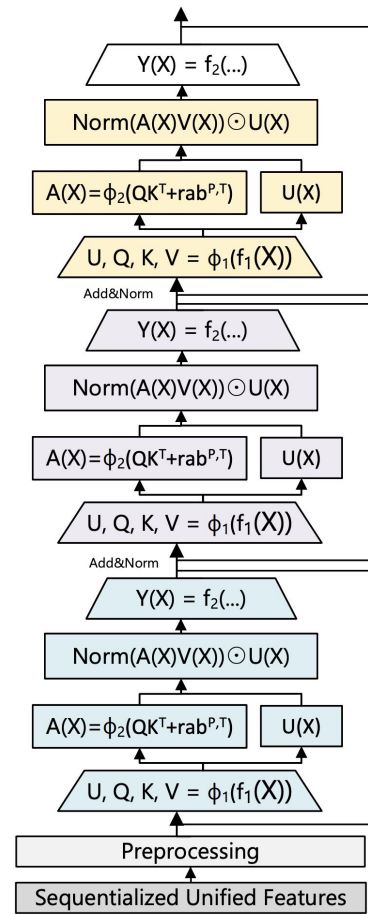 Y(X) = f₂(...)
Norm(A(X)V(X))⊙U(X)
A(X)=ϕ₂(QKᵀ+rabᴾ,ᵀ) U(X)
U, Q, K, V = ϕ₁(f₁(X))
Add&Norm
Y(X) = f₂(...)
Norm(A(X)V(X))⊙U(X)
A(X)=ϕ₂(QKᵀ+rabᴾ,ᵀ) U(X)
U, Q, K, V = ϕ₁(f₁(X))
Add&Norm
Y(X) = f₂(...)
Norm(A(X)V(X))⊙U(X)
A(X)=ϕ₂(QKᵀ+rabᴾ,ᵀ) U(X)
U, Q, K, V = ϕ₁(f₁(X))
Preprocessing
Sequentialized Unified Features